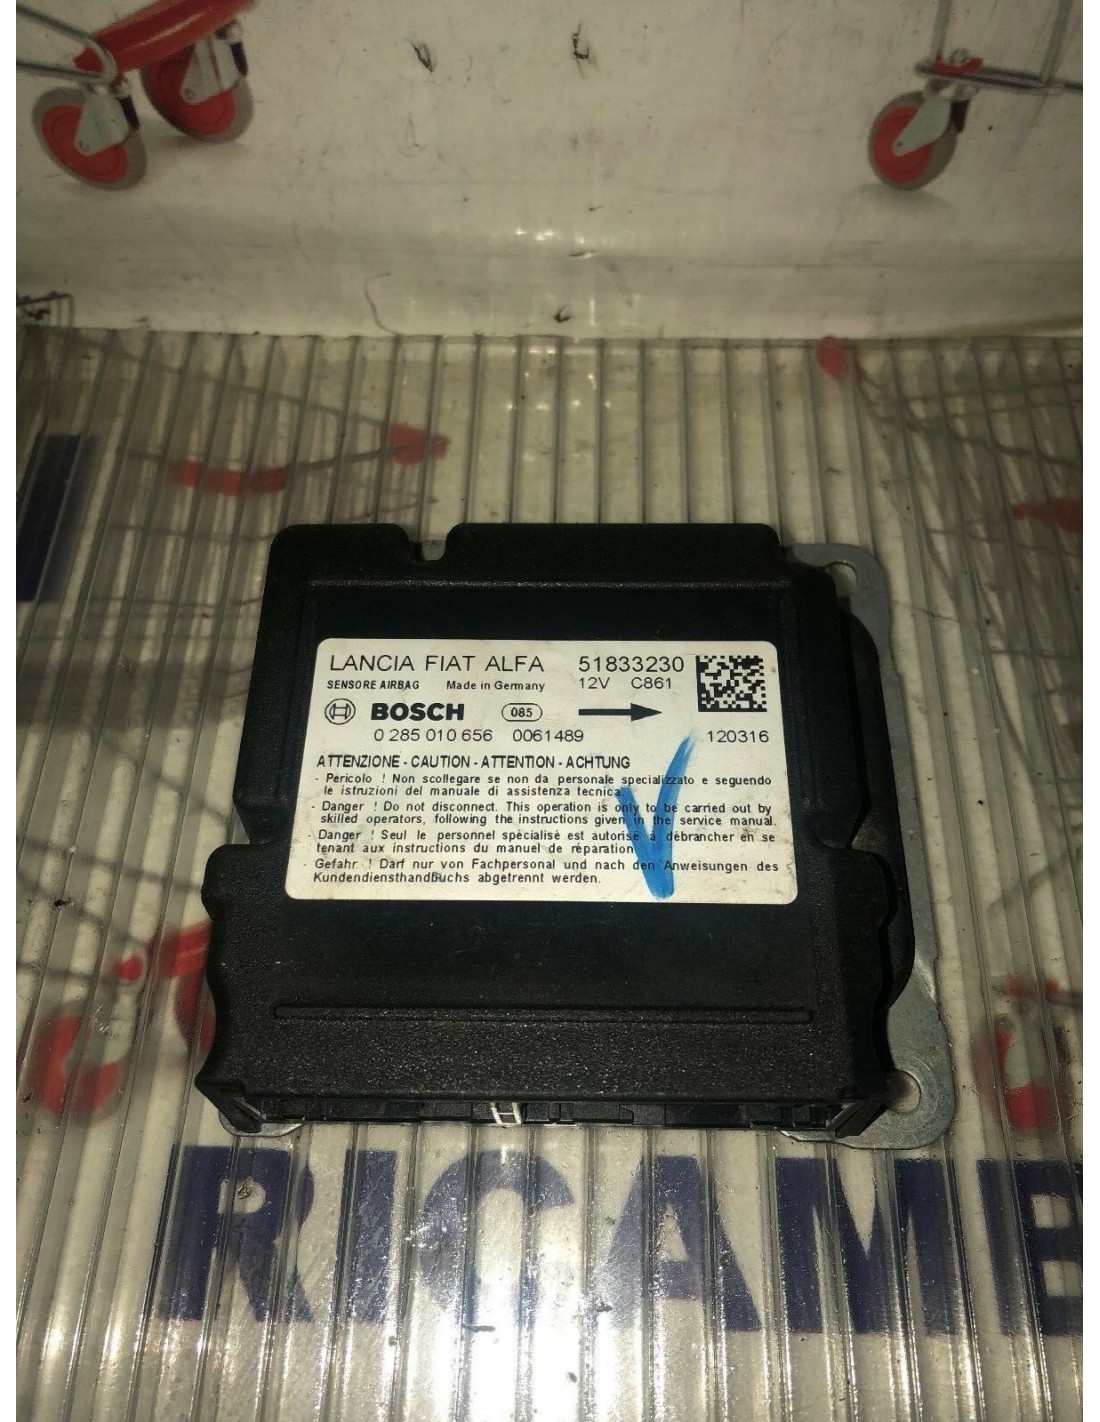 LANCIA FIAT ALFA 51833230
SENSORE AIRBAG Made in Germany 12V C861
BOSCH 085
0 285 010 656 0061489 120316
ATTENZIONE - CAUTION - ATTENTION - ACHTUNG
- Pericolo ! Non scollegare se non da personale specializzato e seguendo
le istruzioni del manuale di assistenza tecnica.
- Danger ! Do not disconnect. This operation is only to be carried out by
skilled operators, following the instructions given in the service manual.
- Danger ! Seul le personnel spécialisé est autorisé à débrancher en se
tenant aux instructions du manuel de réparation
- Gefahr ! Darf nur von Fachpersonal und nach den Anweisungen des
Kundendiensthandbuchs abgetrennt werden.
V
RICAMB